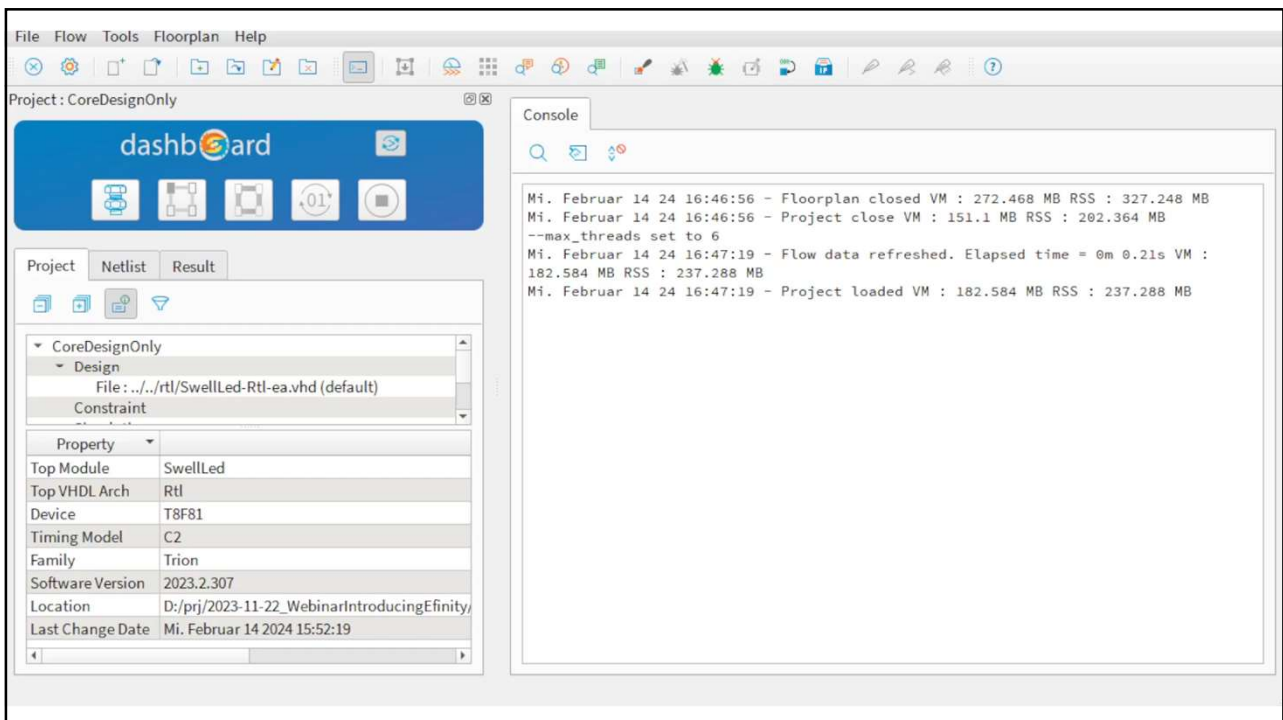 File Flow Tools Floorplan Help
Project : CoreDesignOnly
dashboard
Project Netlist Result
CoreDesignOnly
Design
File : ../../rtl/SwellLed-Rtl-ea.vhd (default)
Constraint
Property
Top Module SwellLed
Top VHDL Arch Rtl
Device T8F81
Timing Model C2
Family Trion
Software Version 2023.2.307
Location D:/prj/2023-11-22_WebinarIntroducingEfinity/
Last Change Date Mi. Februar 14 2024 15:52:19
Console
Mi. Februar 14 24 16:46:56 - Floorplan closed VM : 272.468 MB RSS : 327.248 MB
Mi. Februar 14 24 16:46:56 - Project close VM : 151.1 MB RSS : 202.364 MB
--max_threads set to 6
Mi. Februar 14 24 16:47:19 - Flow data refreshed. Elapsed time = 0m 0.21s VM :
182.584 MB RSS : 237.288 MB
Mi. Februar 14 24 16:47:19 - Project loaded VM : 182.584 MB RSS : 237.288 MB